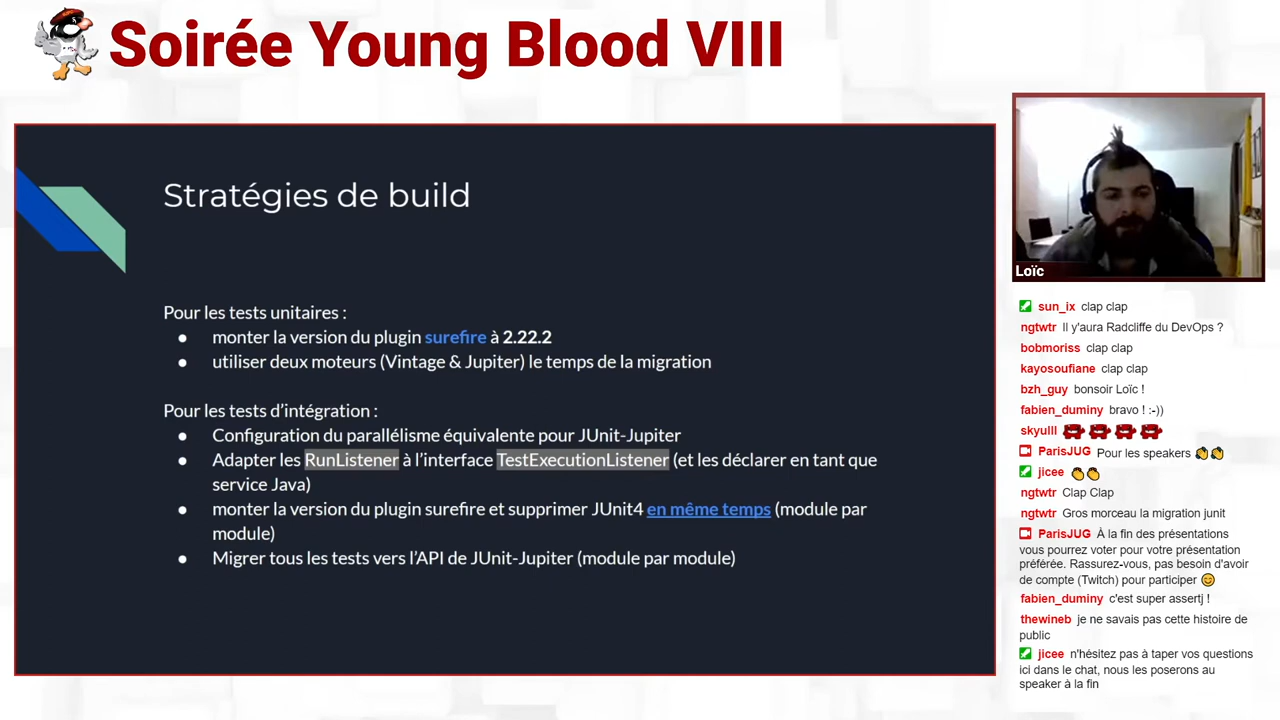 Soirée Young Blood VIII
Stratégies de build
Pour les tests unitaires :
● monter la version du plugin surefire à 2.22.2
● utiliser deux moteurs (Vintage & Jupiter) le temps de la migration
Pour les tests d'intégration :
● Configuration du parallélisme équivalente pour JUnit-Jupiter
● Adapter les RunListener à l'interface TestExecutionListener (et les déclarer en tant que
service Java)
● monter la version du plugin surefire et supprimer JUnit4 en même temps (module par
module)
● Migrer tous les tests vers l'API de JUnit-Jupiter (module par module)
Loïc
sun_ix clap clap
ngtwtr Il y'aura Radcliffe du DevOps ?
bobmoriss clap clap
kayosoufiane clap clap
bzh_guy bonsoir Loïc !
fabien_duminy bravo ! :-))
skyulll
ParisJUG Pour les speakers 👏👏
jicee 👏👏
ngtwtr Clap Clap
ngtwtr Gros morceau la migration junit
ParisJUG À la fin des présentations
vous pourrez voter pour votre présentation
préférée. Rassurez-vous, pas besoin d'avoir
de compte (Twitch) pour participer 😊
fabien_duminy c'est super assertj !
thewineb je ne savais pas cette histoire de
public
jicee n'hésitez pas à taper vos questions
ici dans le chat, nous les poserons au
speaker à la fin